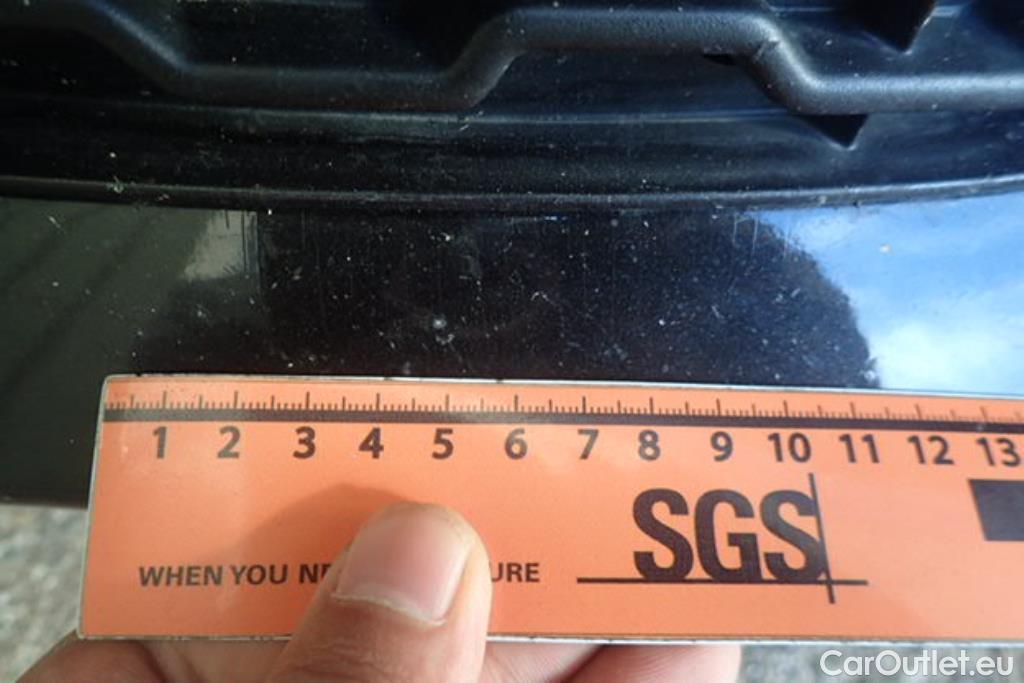 1 2 3 4 5 6 7 8 9 10 11 12 13
SGS
WHEN YOU URE
CarOutlet.eu